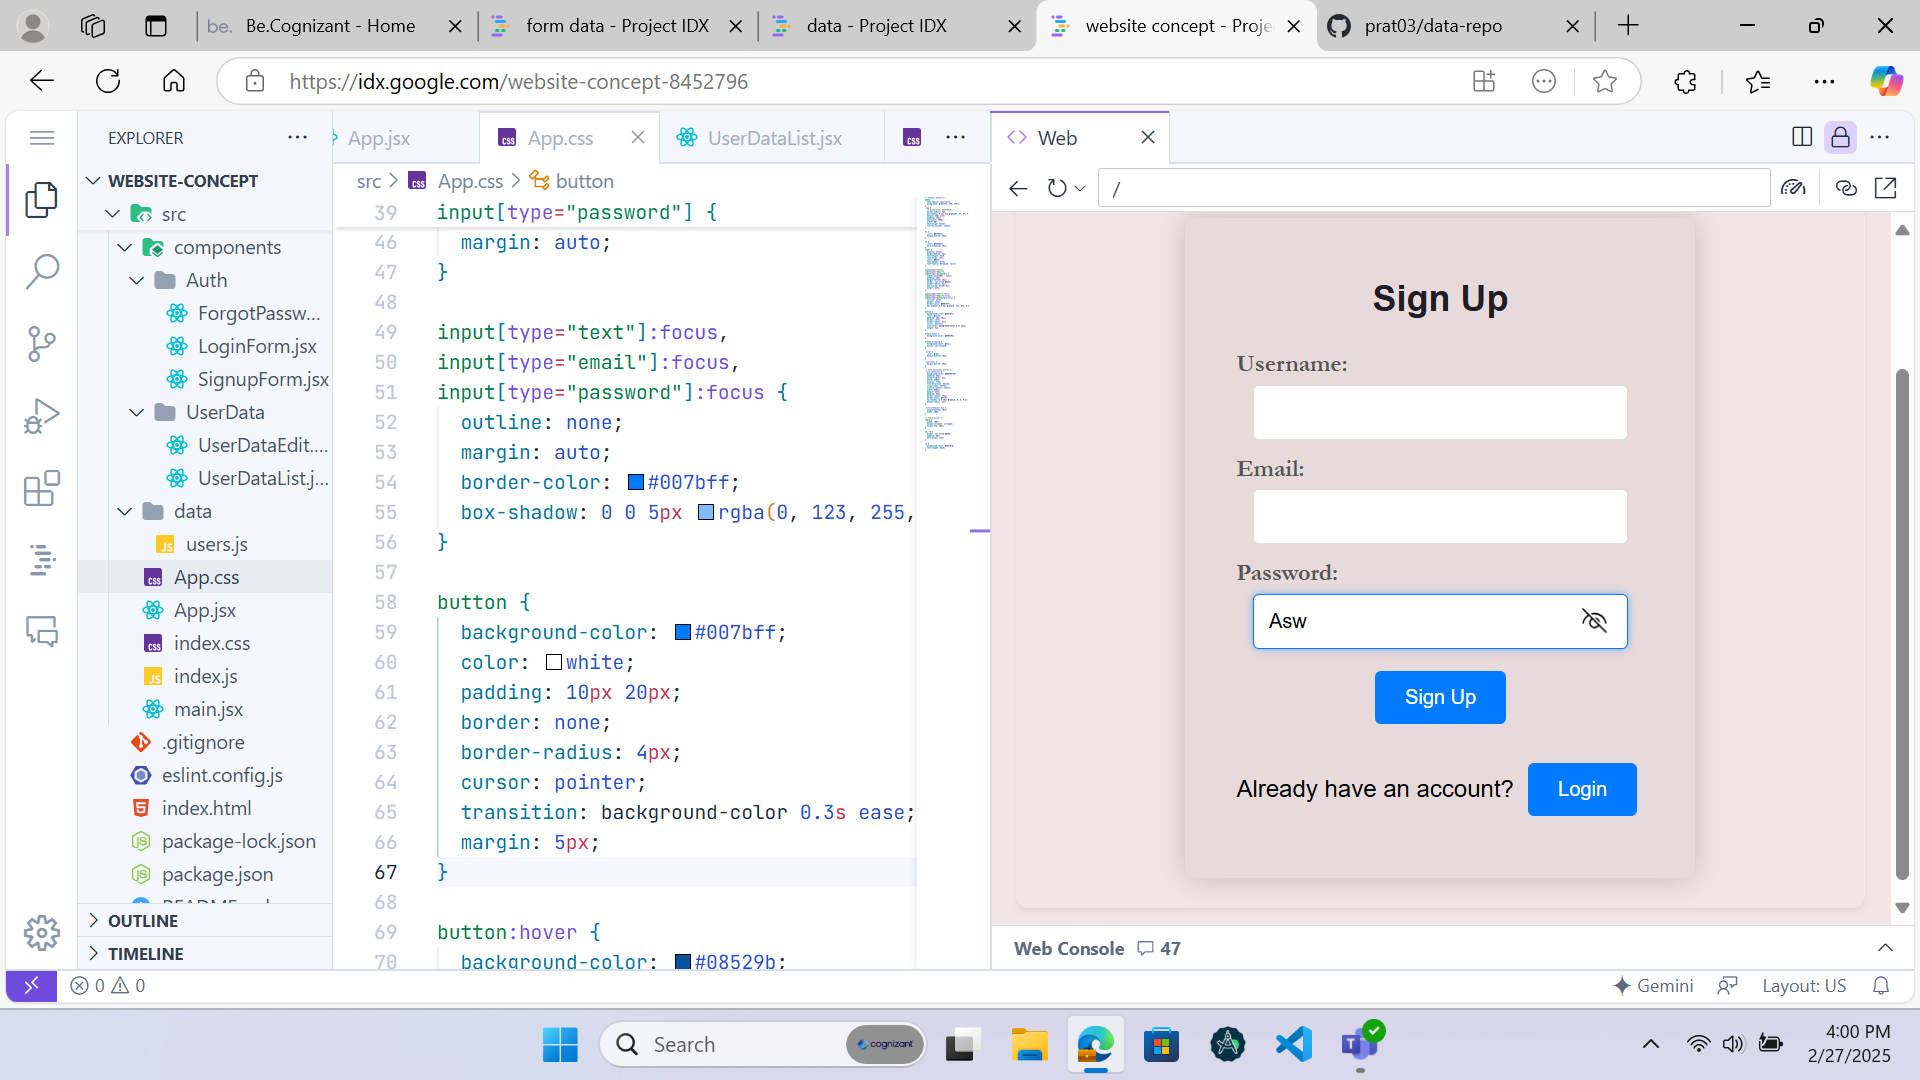 be. Be.Cognizant - Home
form data - Project IDX
data - Project IDX
website concept - Proje
prat03/data-repo
https://idx.google.com/website-concept-8452796
EXPLORER
App.jsx
App.css
UserDataList.jsx
Web
WEBSITE-CONCEPT
src
components
Auth
ForgotPassw...
LoginForm.jsx
SignupForm.jsx
UserData
UserDataEdit....
UserDataList.j...
data
users.js
App.css
App.jsx
index.css
index.js
main.jsx
.gitignore
eslint.config.js
index.html
package-lock.json
package.json
OUTLINE
TIMELINE
src > App.css > button
39 input[type="password"] {
46 margin: auto;
47 }
48
49 input[type="text"]:focus,
50 input[type="email"]:focus,
51 input[type="password"]:focus {
52 outline: none;
53 margin: auto;
54 border-color: #007bff;
55 box-shadow: 0 0 5px rgba(0, 123, 255,
56 }
57
58 button {
59 background-color: #007bff;
60 color: white;
61 padding: 10px 20px;
62 border: none;
63 border-radius: 4px;
64 cursor: pointer;
65 transition: background-color 0.3s ease;
66 margin: 5px;
67 }
68
69 button:hover {
70 background-color: #08529b;
/
Sign Up
Username:
Email:
Password:
Asw
Sign Up
Already have an account? Login
Web Console 47
0 0
Gemini
Layout: US
Search
cognizant
4:00 PM
2/27/2025